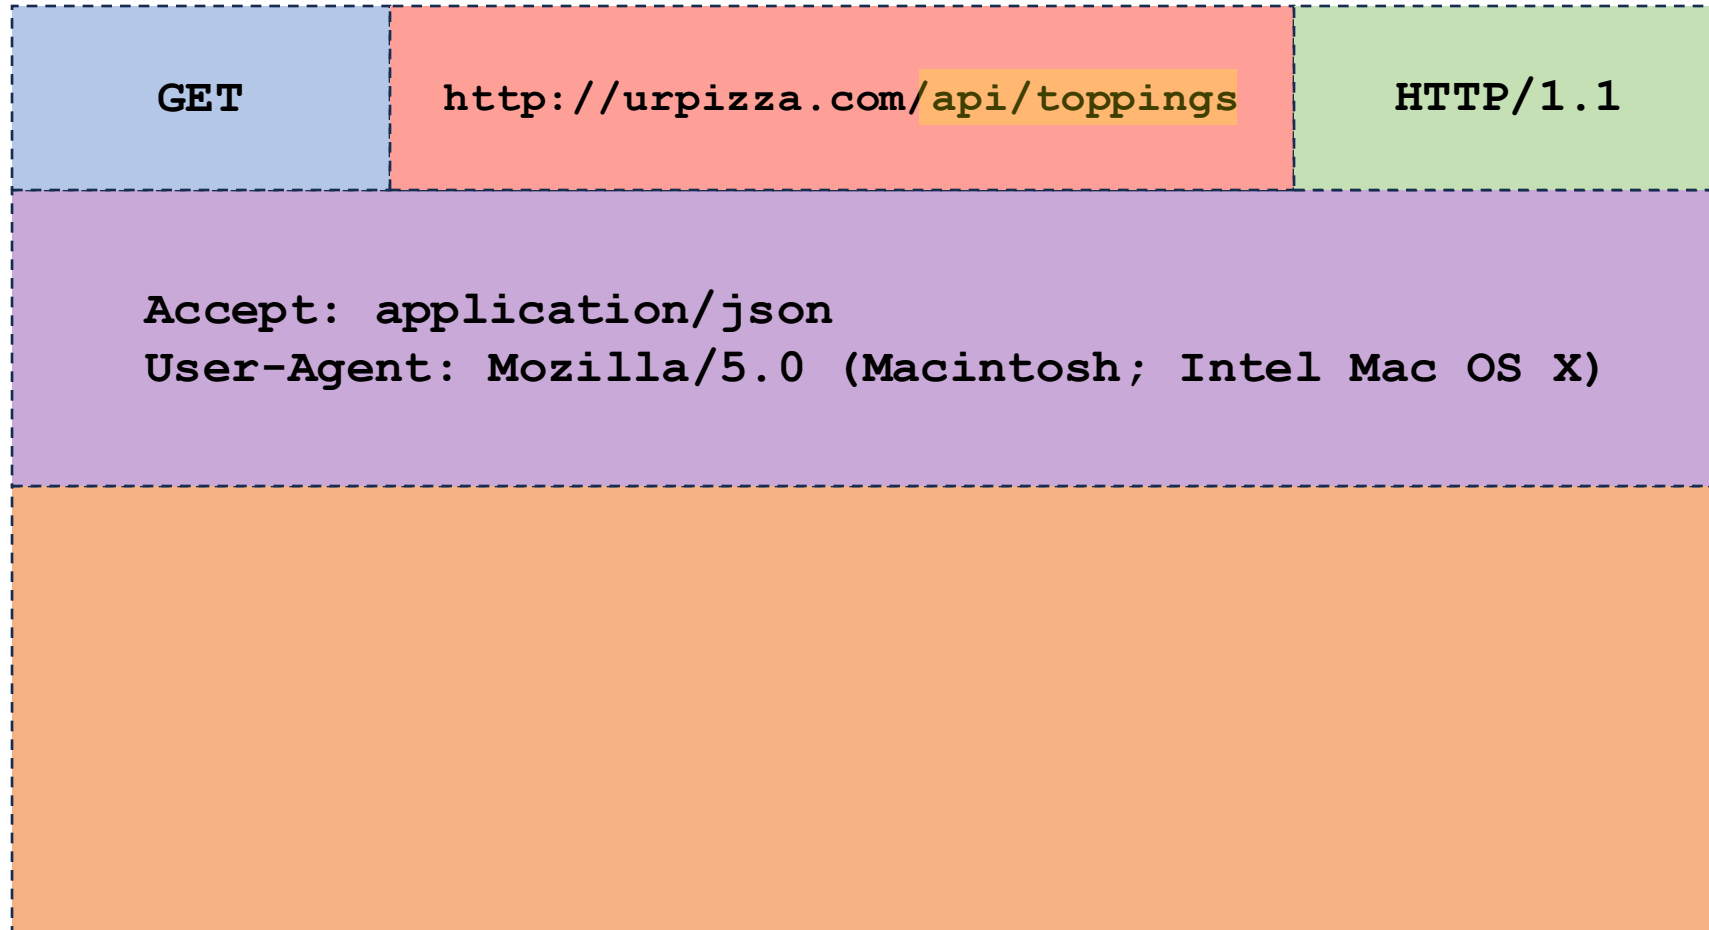 GET http://urpizza.com/api/toppings HTTP/1.1
Accept: application/json
User-Agent: Mozilla/5.0 (Macintosh; Intel Mac OS X)